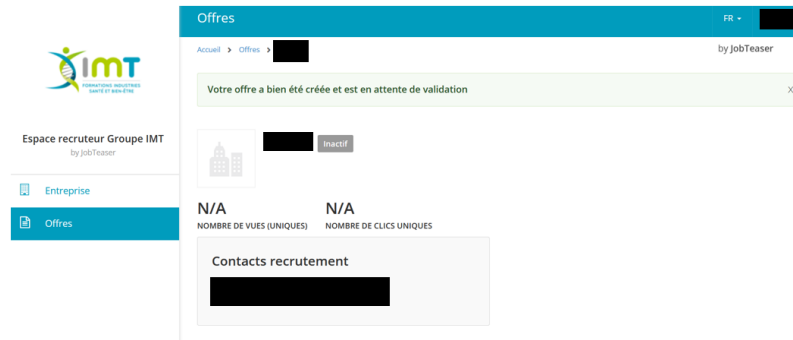 Offres
FR
Accueil > Offres >
by JobTeaser
IMT
FORMATIONS INDUSTRIES
SANTÉ ET BIEN-ÊTRE
Votre offre a bien été créée et est en attente de validation
X
Espace recruteur Groupe IMT
by JobTeaser
Inactif
Entreprise
Offres
N/A
NOMBRE DE VUES (UNIQUES)
N/A
NOMBRE DE CLICS UNIQUES
Contacts recrutement